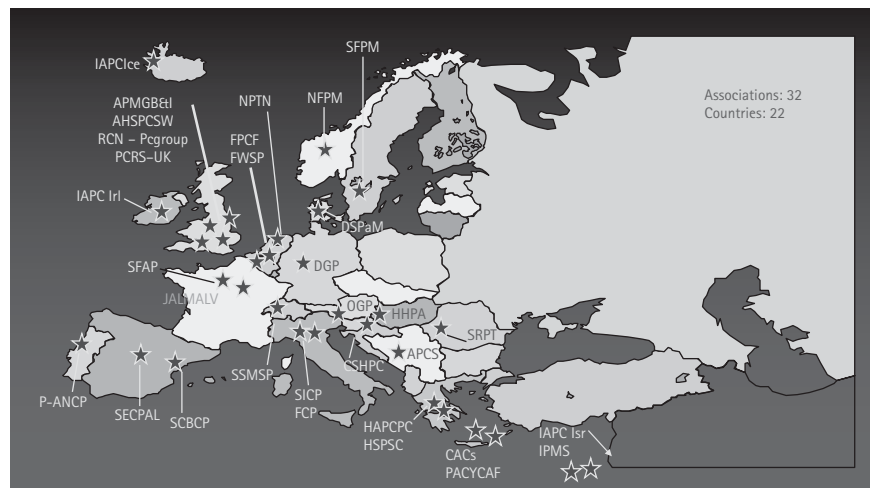 SFPM
IAPCIce
Associations: 32
Countries: 22
APMGB&I
AHSPCSW
RCN – Pcgroup
PCRS–UK
NPTN
NFPM
FPCF
FWSP
IAPC Irl
DSPaM
SFAP
DGP
JALMALV
OGP
HHPA
SRPT
CSHPC
APCS
SSMSP
P-ANCP
SECPAL
SCBCP
SICP
FCP
HAPCPC
HSPSC
CACs
PACYCAF
IAPC Isr
IPMS